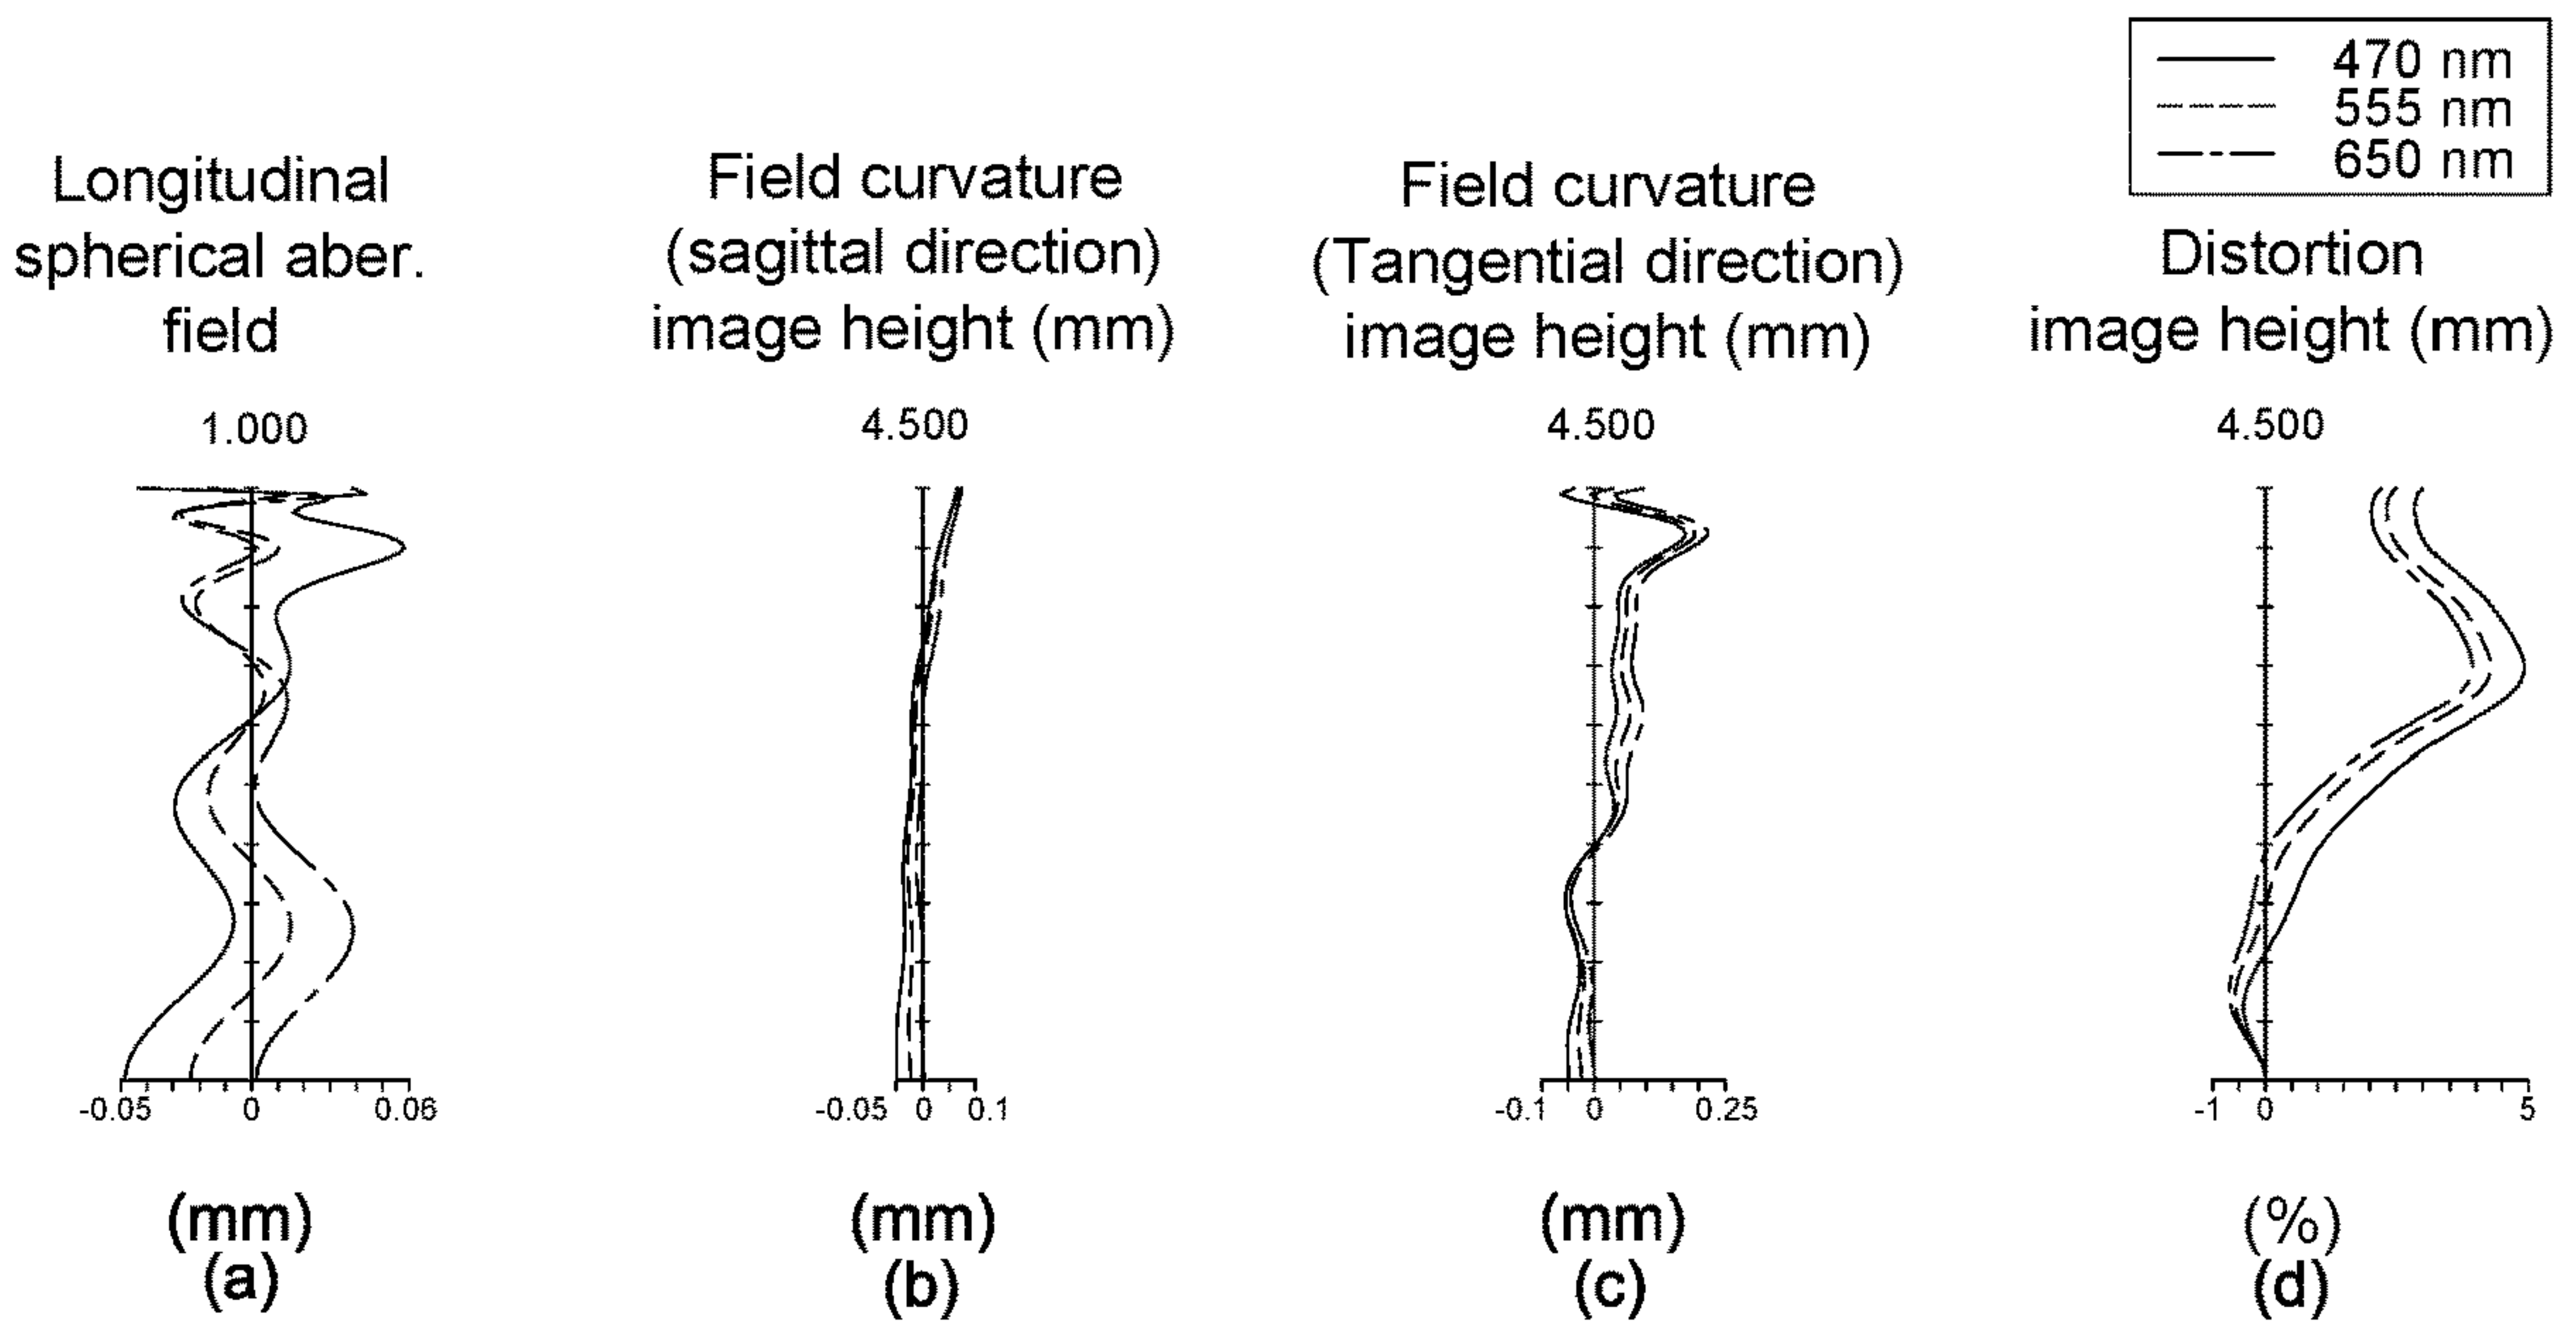 470 nm
555 nm
650 nm
Longitudinal
spherical aber.
field
1.000
-0.05 0 0.06
(mm)
(a)
Field curvature
(sagittal direction)
image height (mm)
4.500
-0.05 0 0.1
(mm)
(b)
Field curvature
(Tangential direction)
image height (mm)
4.500
-0.1 0 0.25
(mm)
(c)
Distortion
image height (mm)
4.500
-1 0 5
(%)
(d)